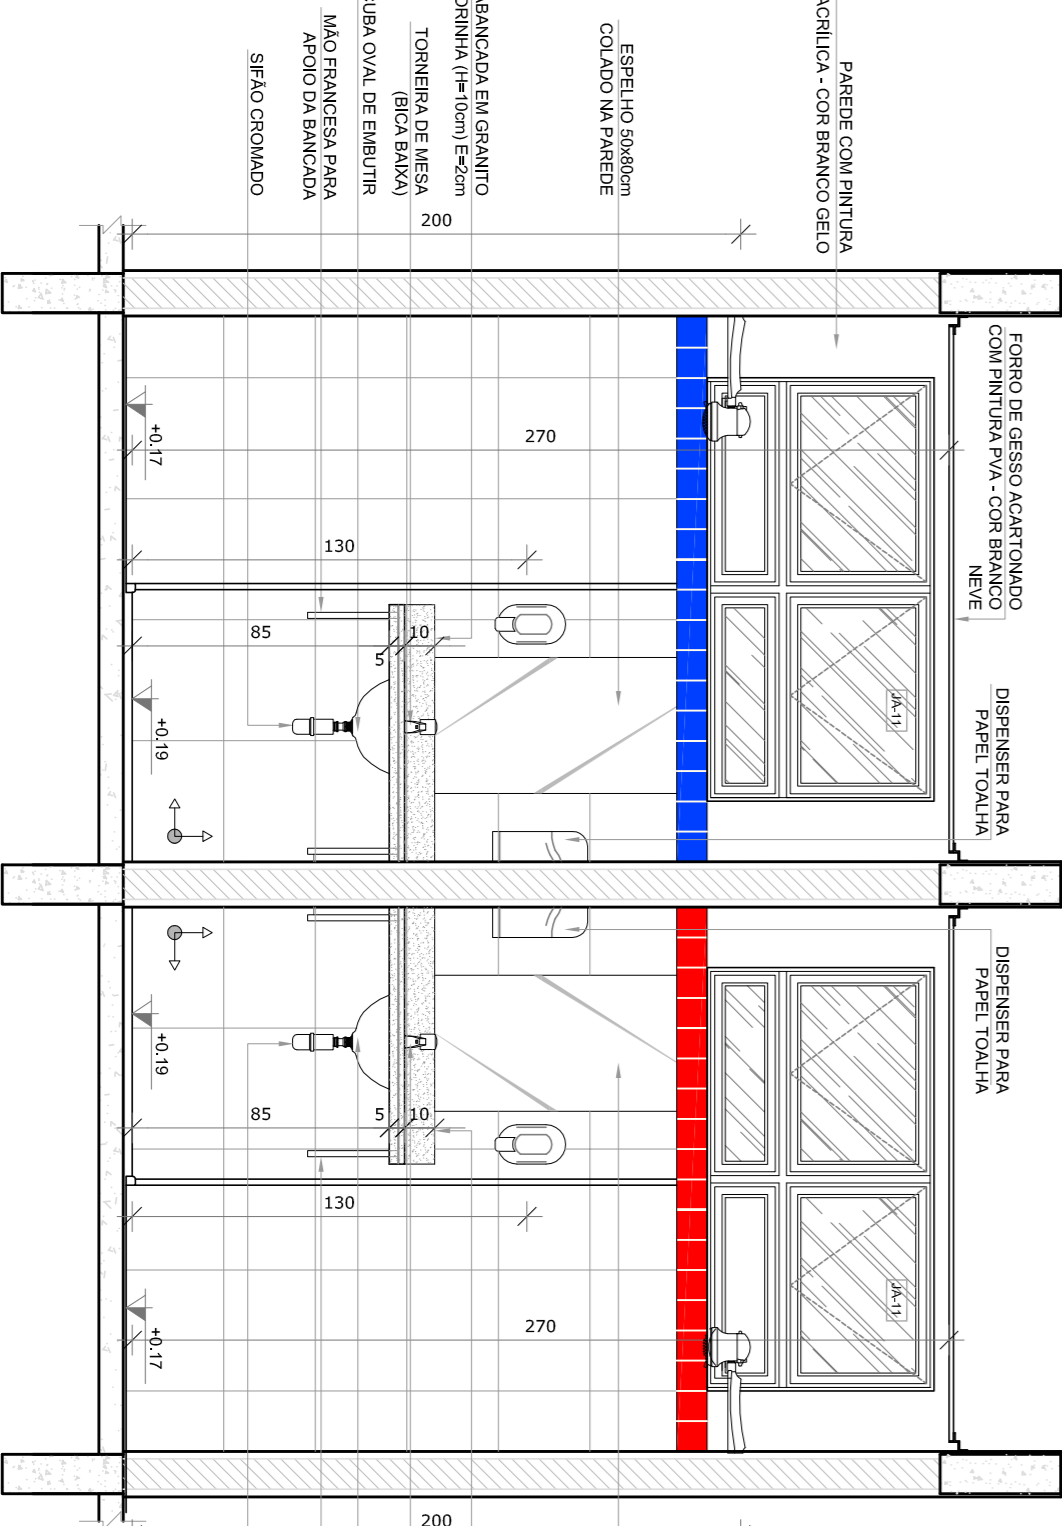 PAREDE COM PINTURA
ACRÍLICA - COR BRANCO GELO
ESPELHO 50x80cm
COLADO NA PAREDE
ABANCADA EM GRANITO
(H=10cm) E=2cm
TORNEIRA DE MESA
(BICA BAIXA)
CUBA OVAL DE EMBUTIR
MÃO FRANCESA PARA
APOIO DA BANCADA
SIFÃO CROMADO
FORRO DE GESSO ACARTONADO
COM PINTURA PVA - COR BRANCO
NEVE
DISPENSER PARA
PAPEL TOALHA
DISPENSER PARA
PAPEL TOALHA
200
270
130
85
5
10
+0.17
+0.19
JA-11
+0.19
85
5
10
130
270
+0.17
JA-11
200